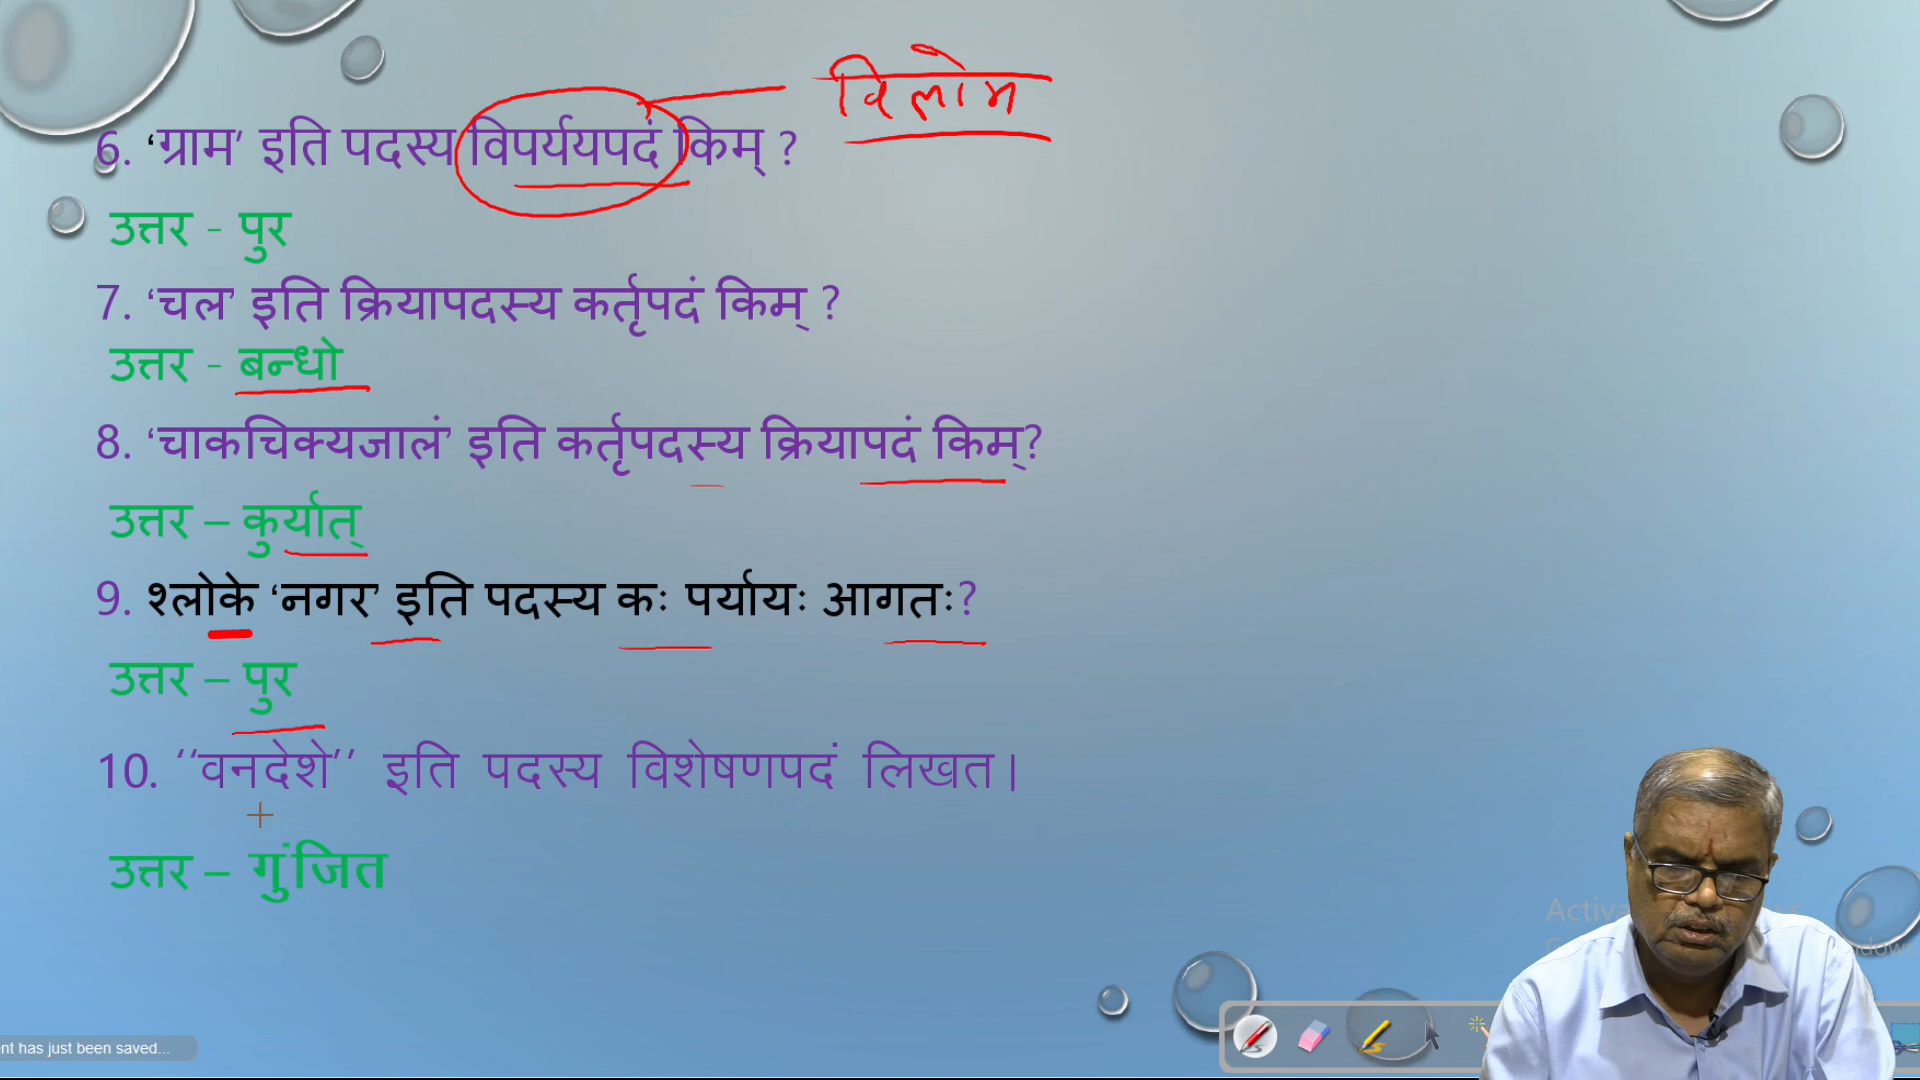 विलोम
6. ‘ग्राम’ इति पदस्य विपर्ययपदं किम् ?
उत्तर - पुर
7. ‘चल’ इति क्रियापदस्य कर्तृपदं किम् ?
उत्तर - बन्धो
8. ‘चाकचिक्यजालं’ इति कर्तृपदस्य क्रियापदं किम्?
उत्तर – कुर्यात्
9. श्लोके ‘नगर’ इति पदस्य कः पर्यायः आगतः?
उत्तर – पुर
10. ‘‘वनदेशे’’ इति पदस्य विशेषणपदं लिखत।
उत्तर – गुंजित
nt has just been saved...